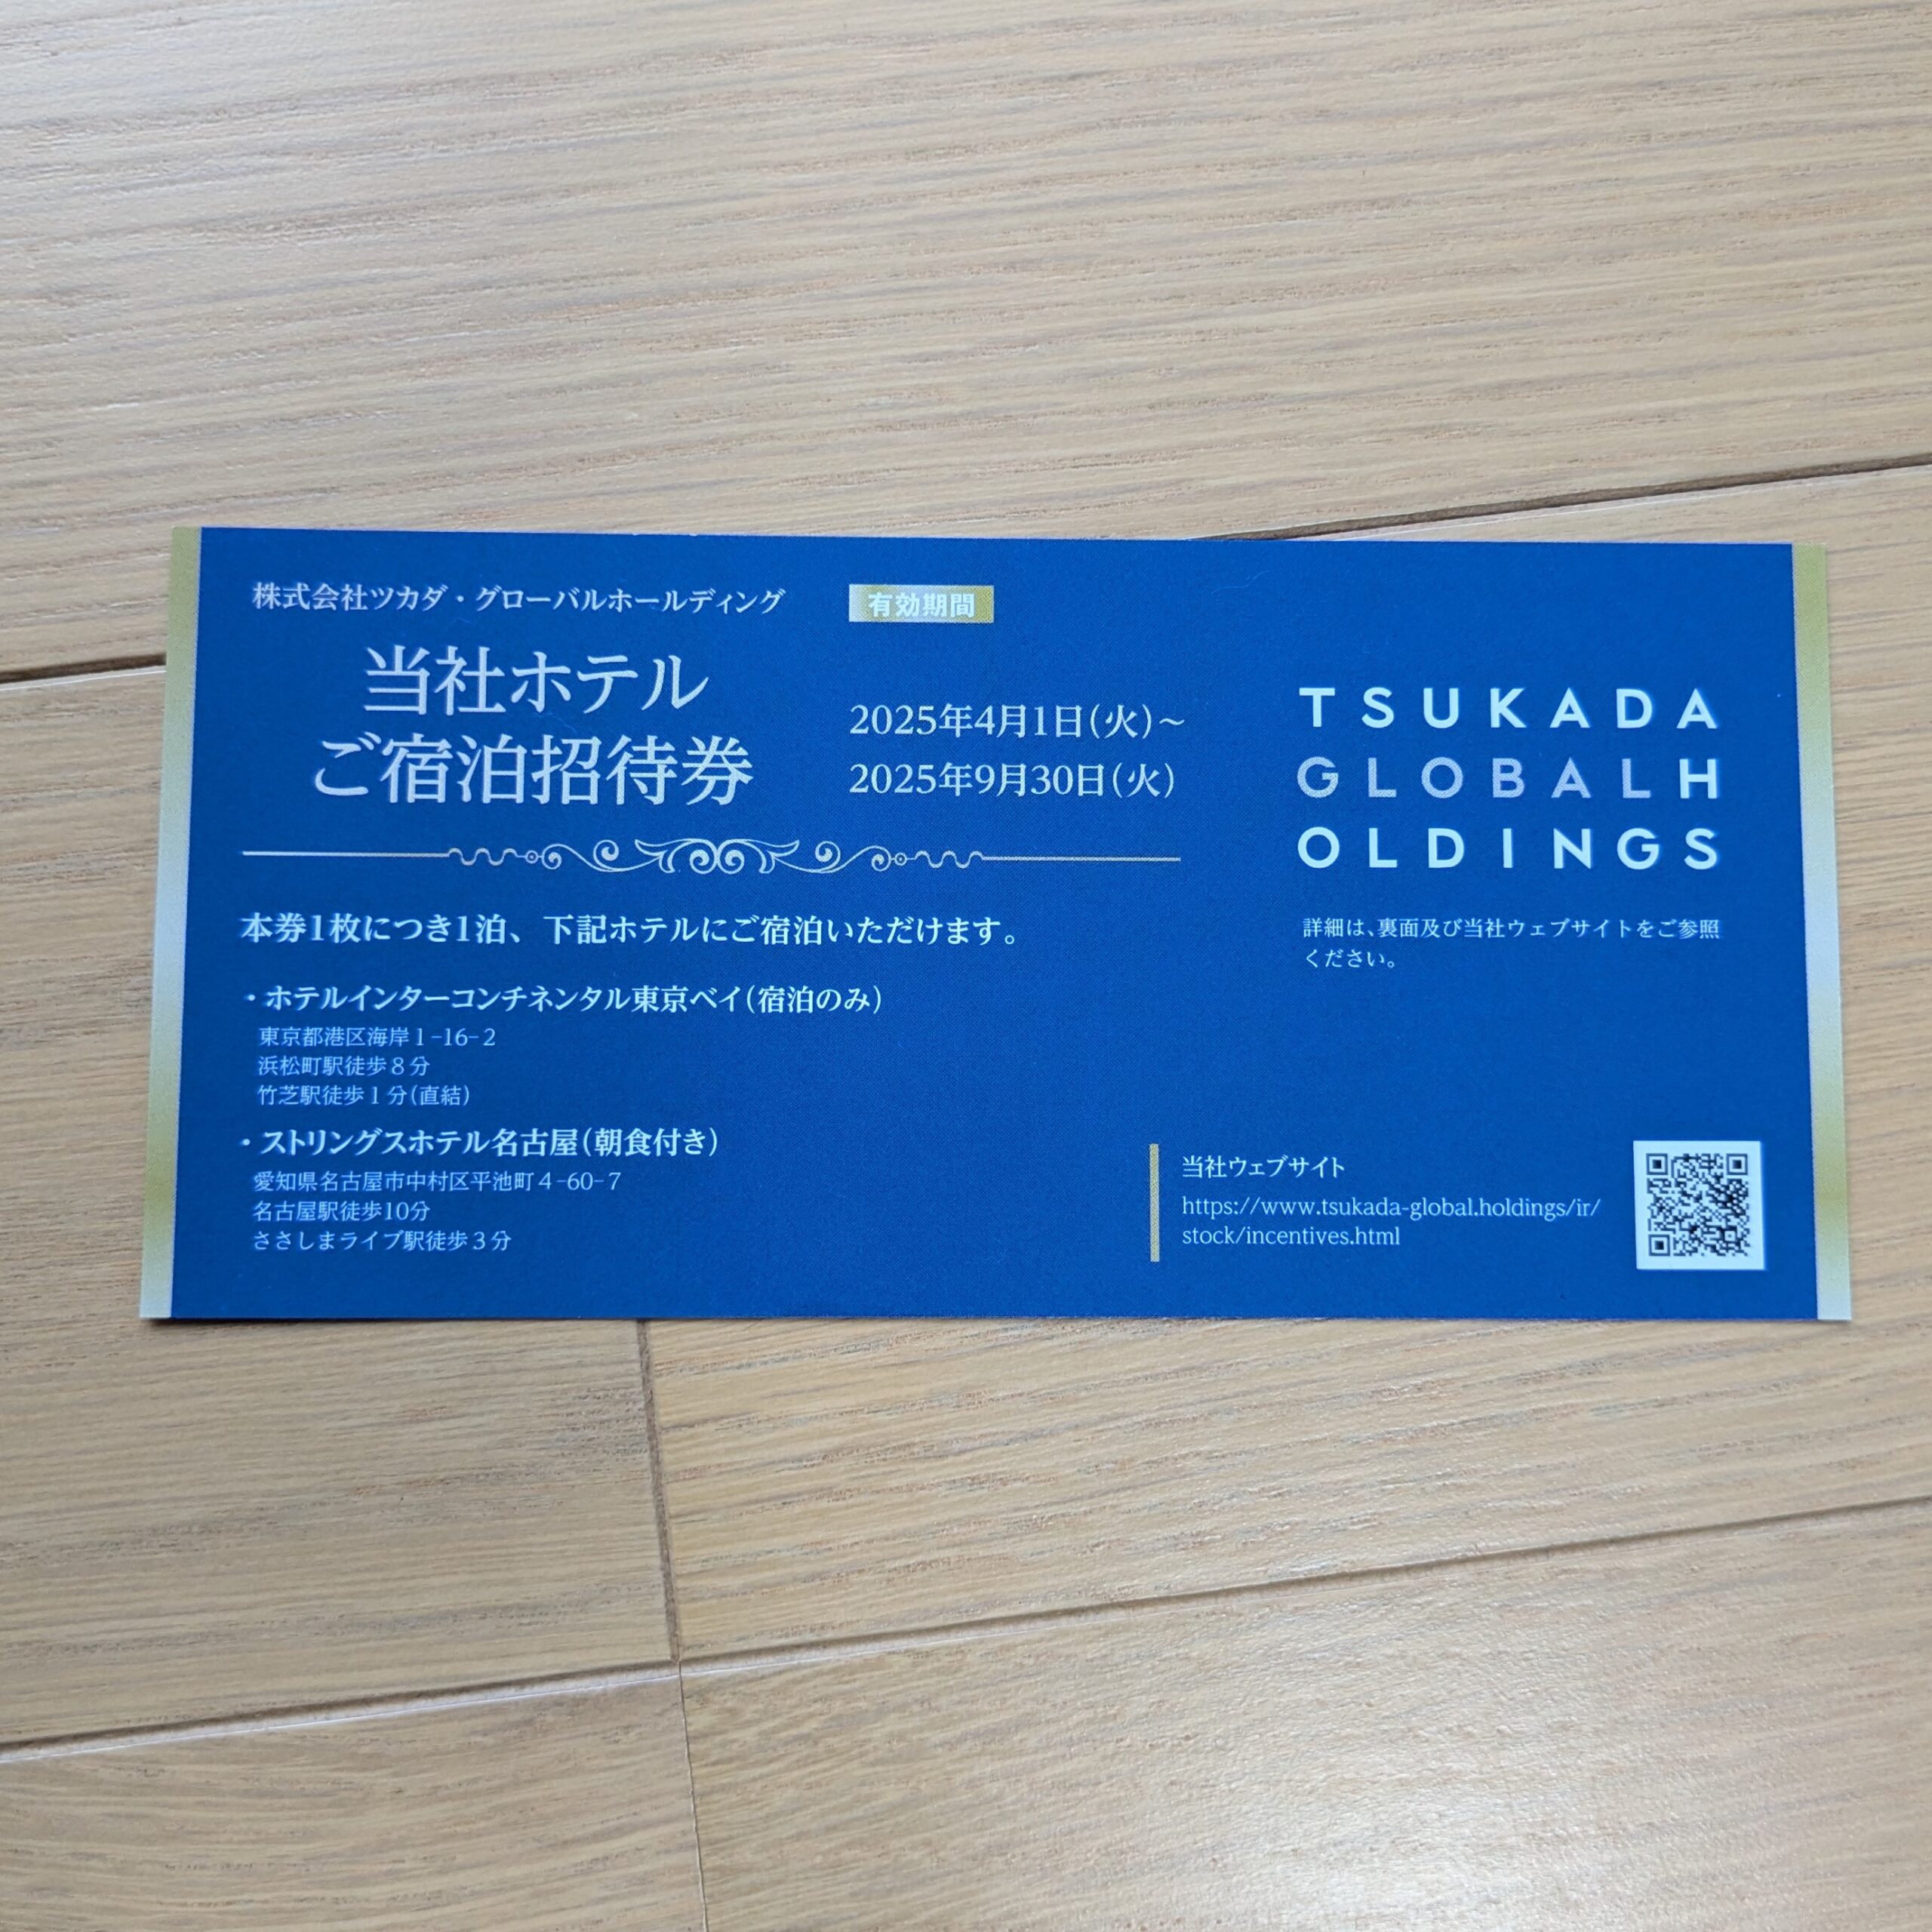 株式会社ツカダ・グローバルホールディング
当社ホテル
ご宿泊招待券
有効期間
2025年4月1日(火)～
2025年9月30日(火)
本券1枚につき1泊、下記ホテルにご宿泊いただけます。
・ホテルインターコンチネンタル東京ベイ(宿泊のみ)
東京都港区海岸1-16-2
浜松町駅徒歩8分
竹芝駅徒歩1分(直結)
・ストリングスホテル名古屋(朝食付き)
愛知県名古屋市中村区平池町4-60-7
名古屋駅徒歩10分
ささしまライブ駅徒歩3分
TSUKADA
GLOBALH
OLDINGS
詳細は、裏面及び当社ウェブサイトをご参照
ください。
当社ウェブサイト
https://www.tsukada-global.holdings/ir/
stock/incentives.html